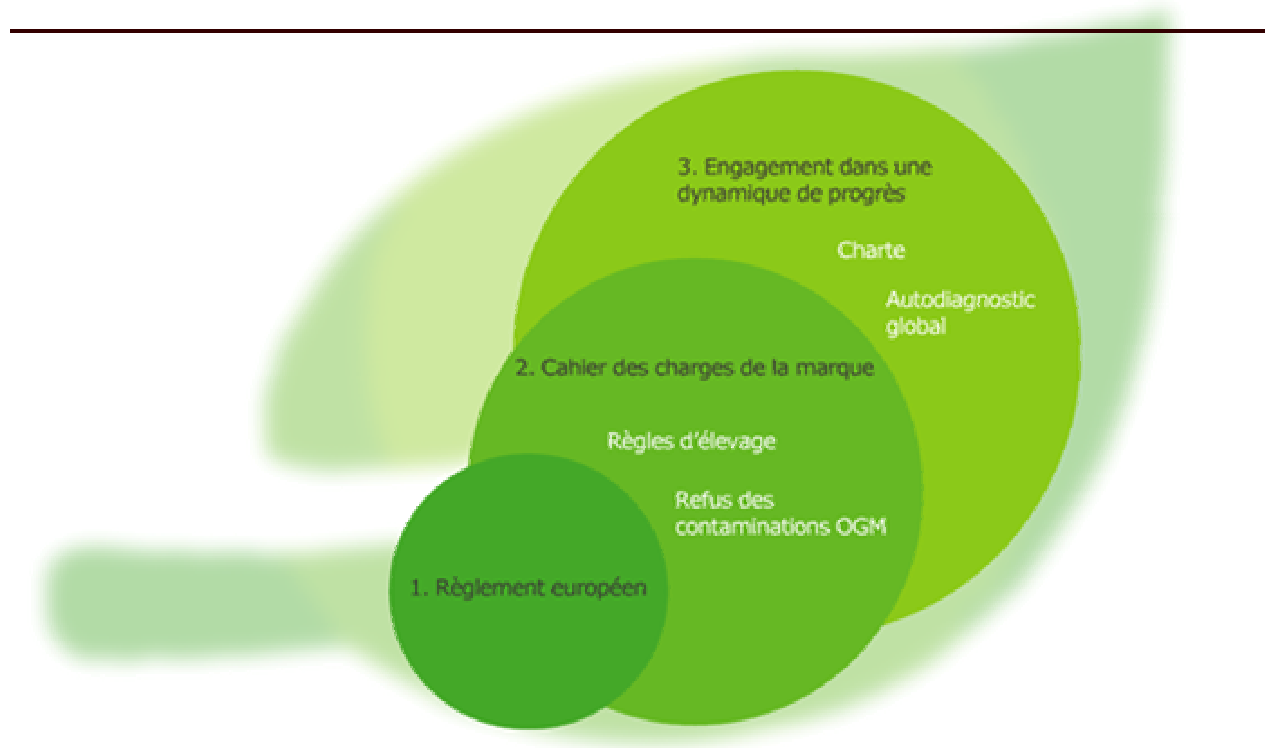 3. Engagement dans une
dynamique de progrès
Charte
Autodiagnostic
global
2. Cahier des charges de la marque
Règles d'élevage
Refus des
contaminations OGM
1. Règlement européen